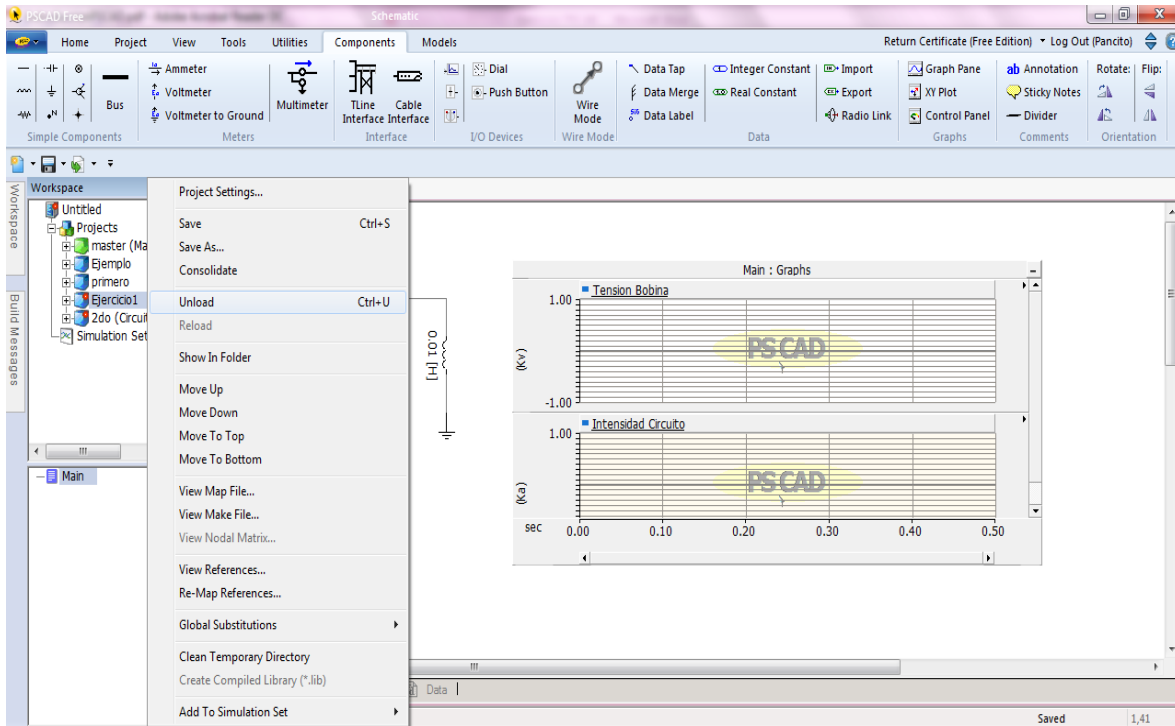 PSCAD Free
Schematic
Home Project View Tools Utilities Components Models
Return Certificate (Free Edition) Log Out (Pancito)
Bus
Simple Components
Ammeter
Voltmeter
Voltmeter to Ground
Meters
Multimeter
TLine Interface
Cable Interface
Interface
Dial
Push Button
I/O Devices
Wire Mode
Wire Mode
Data Tap
Data Merge
Data Label
Integer Constant
Real Constant
Import
Export
Radio Link
Data
Graph Pane
XY Plot
Control Panel
Graphs
Annotation
Sticky Notes
Divider
Comments
Rotate:
Flip:
Orientation
Workspace
Build Messages
Workspace
Untitled
Projects
master (Ma
Ejemplo
primero
Ejercicio1
2do (Circuit
Simulation Set
Main
Project Settings...
Save Ctrl+S
Save As...
Consolidate
Unload Ctrl+U
Reload
Show In Folder
Move Up
Move Down
Move To Top
Move To Bottom
View Map File...
View Make File...
View Nodal Matrix...
View References...
Re-Map References...
Global Substitutions
Clean Temporary Directory
Create Compiled Library (*.lib)
Add To Simulation Set
0.01 [H]
Main : Graphs
Tension Bobina
1.00
(Kv)
-1.00
PSCAD
Intensidad Circuito
1.00
(Ka)
PSCAD
sec 0.00 0.10 0.20 0.30 0.40 0.50
Data
Saved 1,41